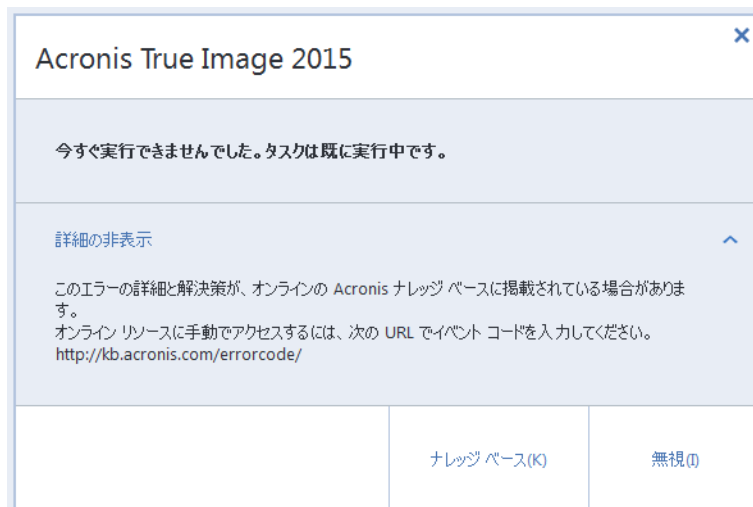 Acronis True Image 2015
今すぐ実行できませんでした。タスクは既に実行中です。
詳細の非表示
このエラーの詳細と解決策が、オンラインの Acronis ナレッジ ベースに掲載されている場合がありま
す。
オンライン リソースに手動でアクセスするには、次の URL でイベント コードを入力してください。
http://kb.acronis.com/errorcode/
ナレッジ ベース(K)
無視(I)